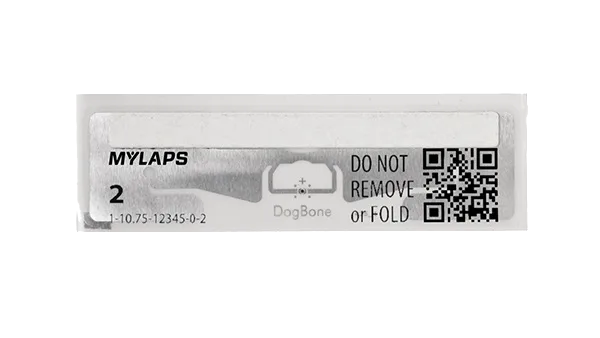 MYLAPS
2
1-10.75-12345-0-2
DogBone
DO NOT
REMOVE
or FOLD